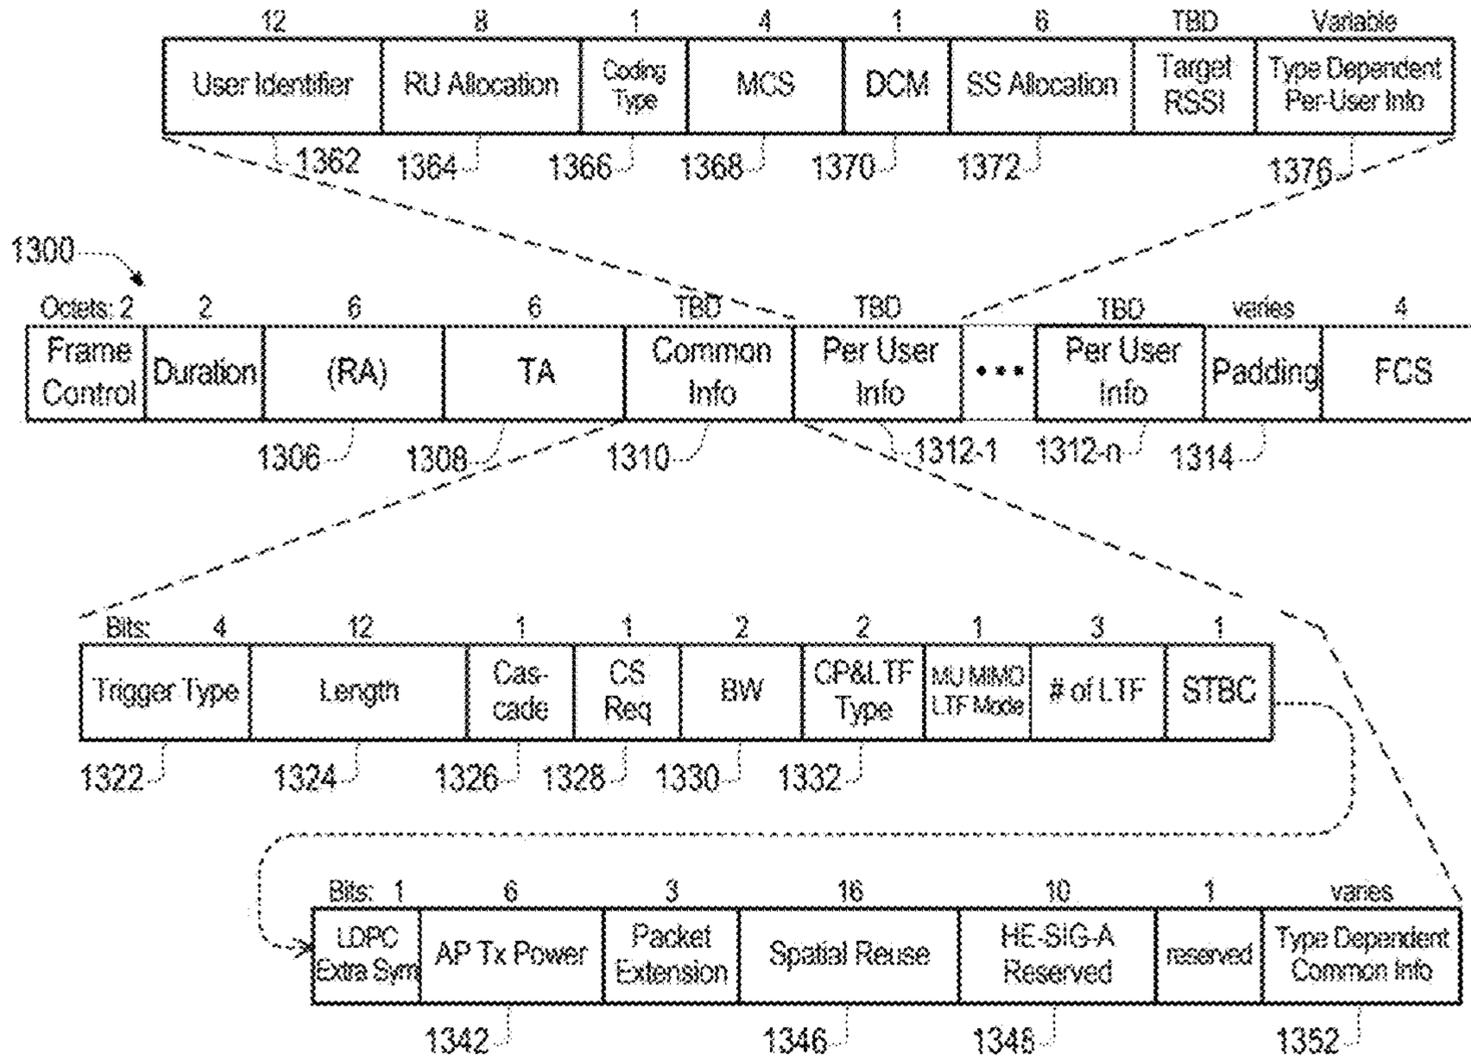 12 8 1 4 1 6 TBD Variable
User Identifier RU Allocation Coding Type MCS DCM SS Allocation Target RSSI Type Dependent Per-User Info
1362 1364 1366 1368 1370 1372 1376
1300
Octets: 2 2 6 6 TBD TBD TBD varies 4
Frame Control Duration (RA) TA Common Info Per User Info ••• Per User Info Padding FCS
1306 1308 1310 1312-1 1312-n 1314
Bits: 4 12 1 1 2 2 1 3 1
Trigger Type Length Cas- cade CS Req BW CP&LTF Type MU MIMO LTF Mode # of LTF STBC
1322 1324 1326 1328 1330 1332
Bits: 1 6 3 16 10 1 varies
LDPC Extra Sym AP Tx Power Packet Extension Spatial Reuse HE-SIG-A Reserved reserved Type Dependent Common Info
1342 1346 1348 1352